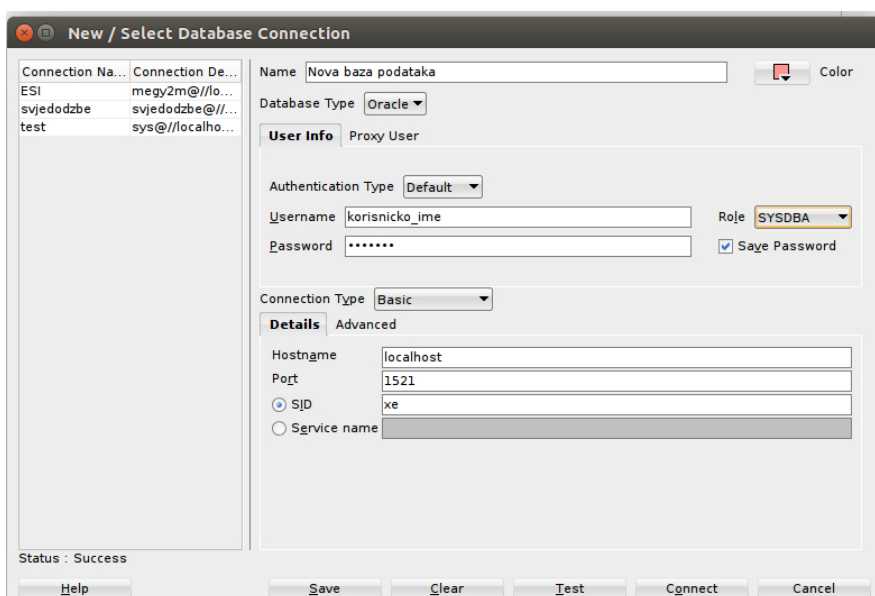 New / Select Database Connection
Connection Na... Connection De...
ESI megy2m@//lo...
svjedodzbe svjedodzbe@//...
test sys@//localho...
Name Nova baza podataka Color
Database Type Oracle
User Info Proxy User
Authentication Type Default
Username korisnicko_ime Role SYSDBA
Password ••••••• Save Password
Connection Type Basic
Details Advanced
Hostname localhost
Port 1521
SID xe
Service name
Status : Success
Help Save Clear Test Connect Cancel